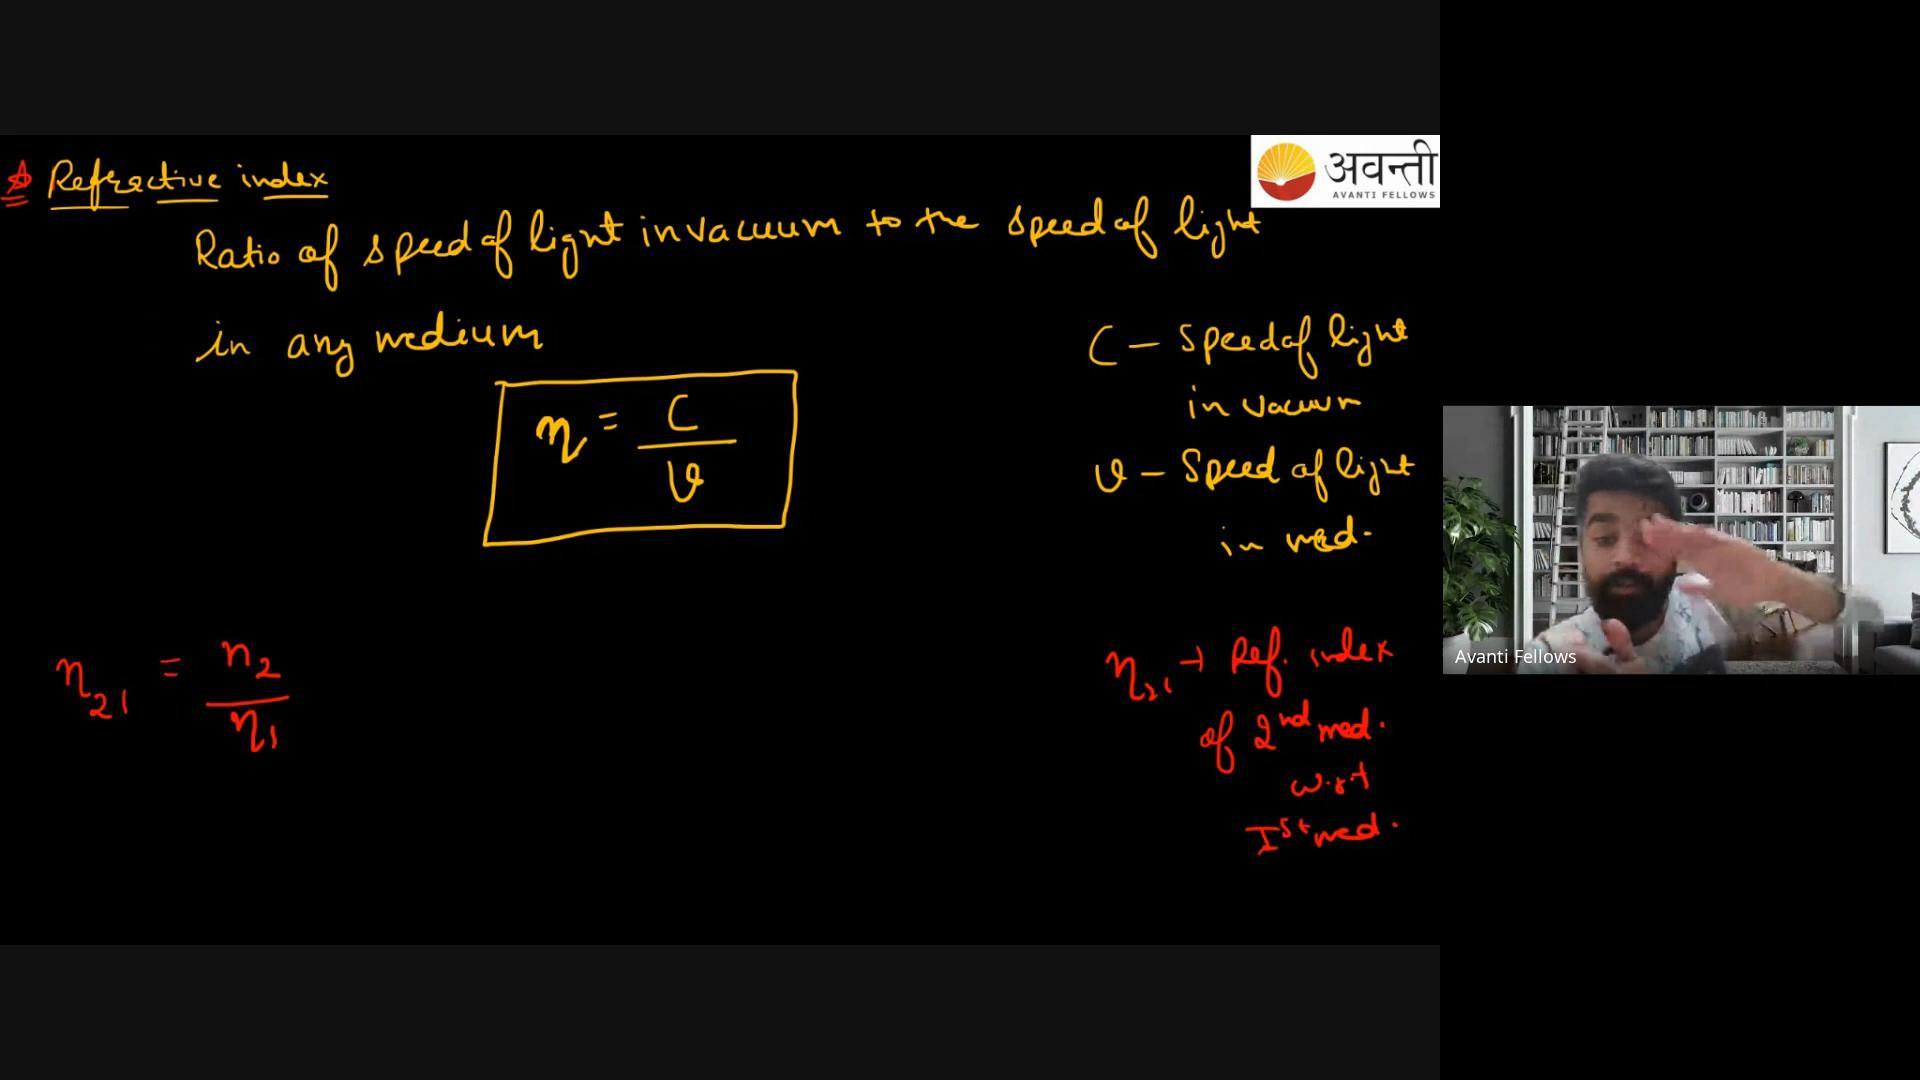 Refractive index
अवन्ती
AVANTI FELLOWS
Ratio of speed of light in vacuum to the speed of light
in any medium
C — Speed of light
in vacuum
η = C / v
v — Speed of light
in med.
η21 = n2 / η1
η21 → Ref. index
of 2nd med.
w.r.t
Ist med.
Avanti Fellows